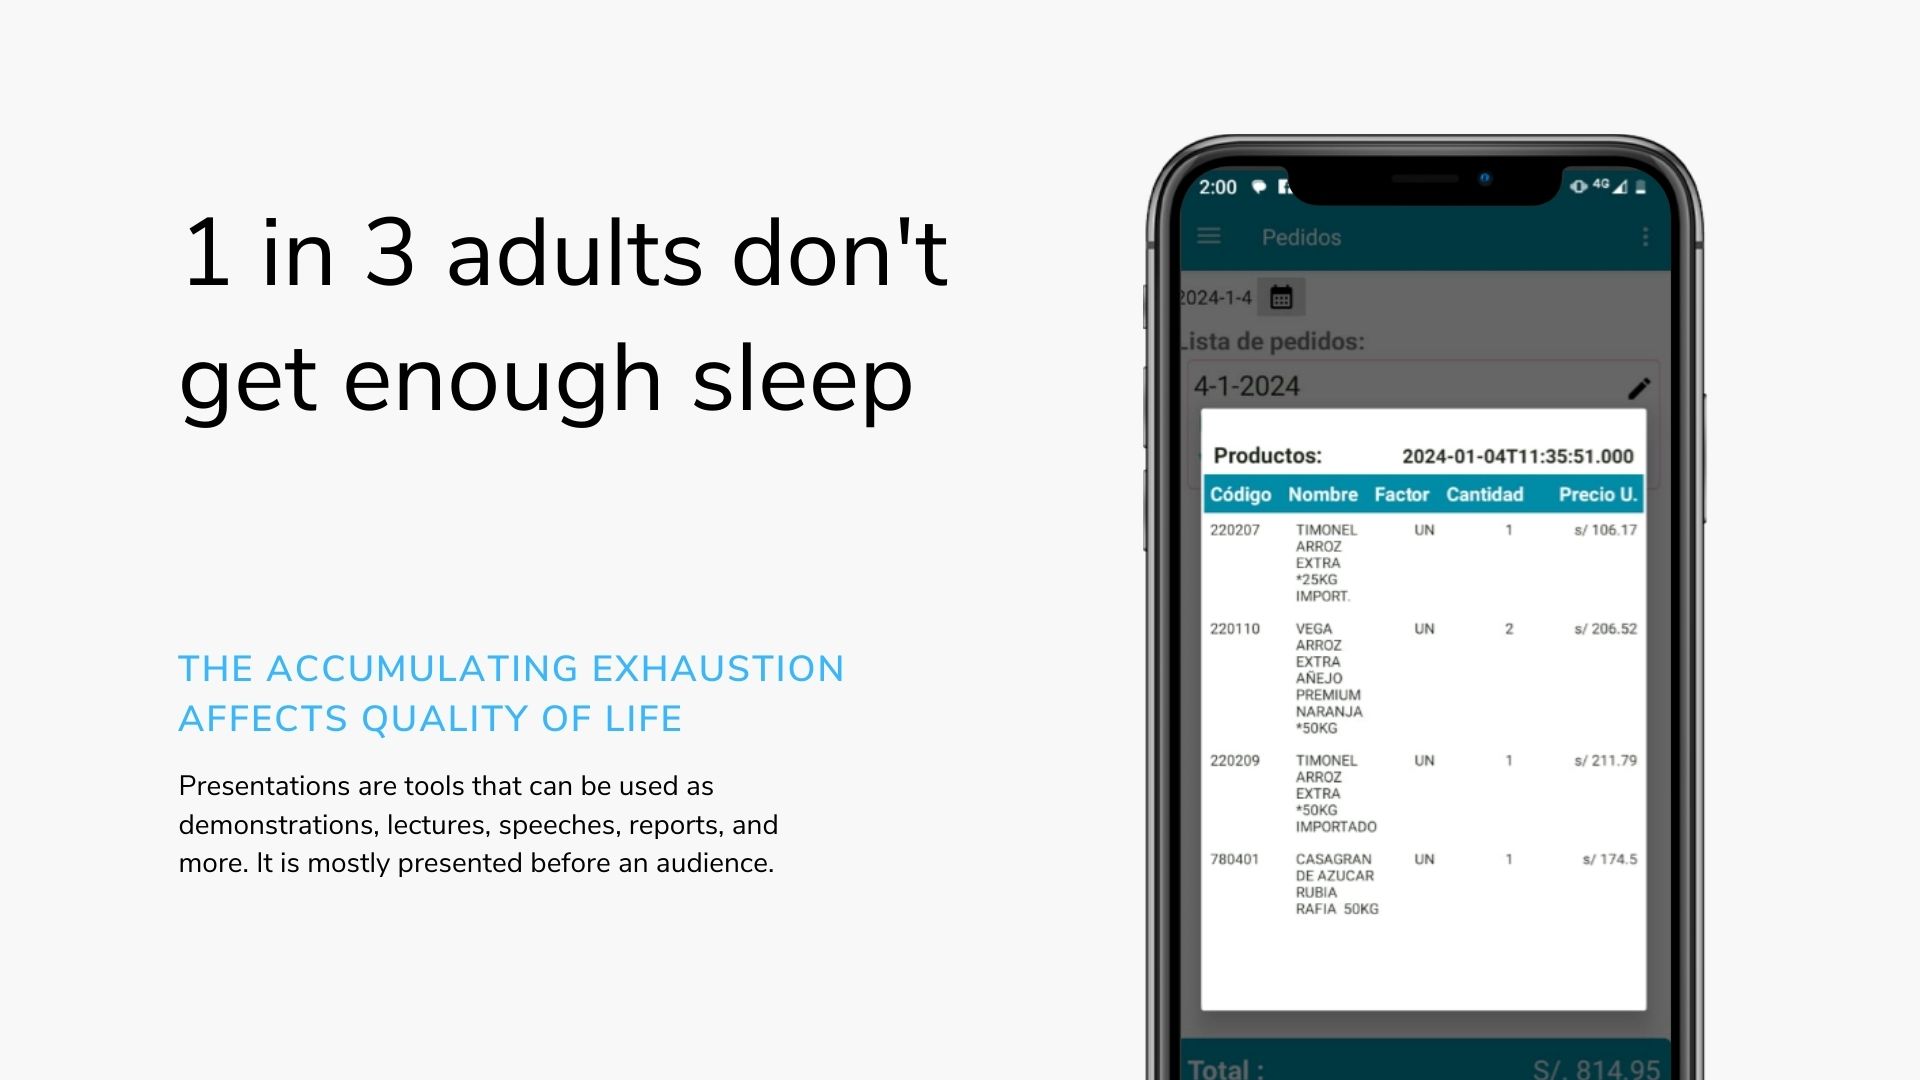 1 in 3 adults don't
get enough sleep
THE ACCUMULATING EXHAUSTION
AFFECTS QUALITY OF LIFE
Presentations are tools that can be used as
demonstrations, lectures, speeches, reports, and
more. It is mostly presented before an audience.
2:00 4G
Pedidos
2024-1-4
Lista de pedidos:
4-1-2024
Productos: 2024-01-04T11:35:51.000
Código Nombre Factor Cantidad Precio U.
220207 TIMONEL UN 1 s/ 106.17
ARROZ
EXTRA
*25KG
IMPORT.
220110 VEGA UN 2 s/ 206.52
ARROZ
EXTRA
AÑEJO
PREMIUM
NARANJA
*50KG
220209 TIMONEL UN 1 s/ 211.79
ARROZ
EXTRA
*50KG
IMPORTADO
780401 CASAGRAN UN 1 s/ 174.5
DE AZUCAR
RUBIA
RAFIA 50KG
Total : S/. 814.95